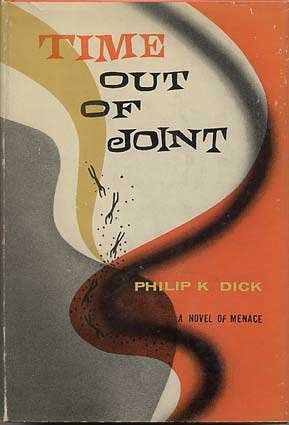 TIME
OUT
OF
JOINT
PHILIP K DICK
A NOVEL OF MENACE